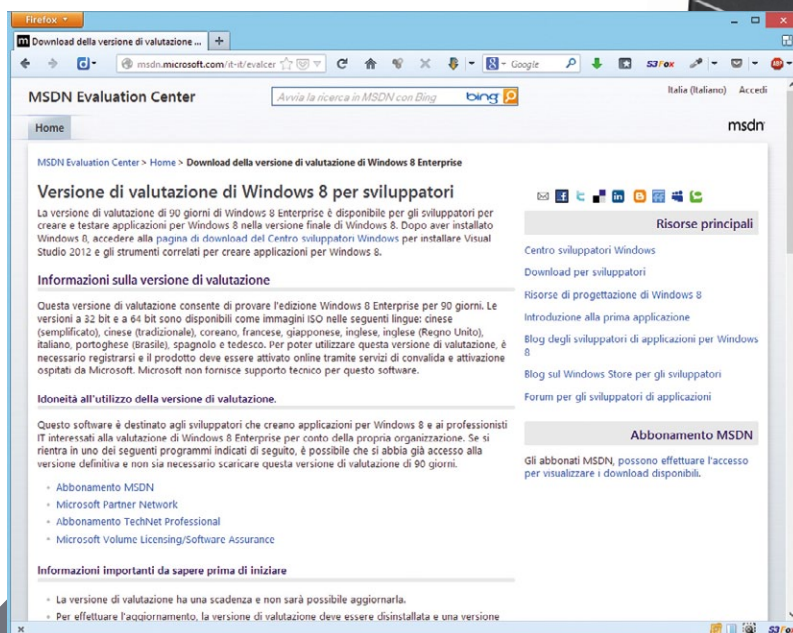 Firefox
Download della versione di valutazione ...
msdn.microsoft.com/it-it/evalcer
Google
S3Fox
MSDN Evaluation Center
Avvia la ricerca in MSDN con Bing
bing
Italia (Italiano) Accedi
Home
msdn
MSDN Evaluation Center > Home > Download della versione di valutazione di Windows 8 Enterprise
Versione di valutazione di Windows 8 per sviluppatori
La versione di valutazione di 90 giorni di Windows 8 Enterprise è disponibile per gli sviluppatori per
creare e testare applicazioni per Windows 8 nella versione finale di Windows 8. Dopo aver installato
Windows 8, accedere alla pagina di download del Centro sviluppatori Windows per installare Visual
Studio 2012 e gli strumenti correlati per creare applicazioni per Windows 8.
Informazioni sulla versione di valutazione
Questa versione di valutazione consente di provare l'edizione Windows 8 Enterprise per 90 giorni. Le
versioni a 32 bit e a 64 bit sono disponibili come immagini ISO nelle seguenti lingue: cinese
(semplificato), cinese (tradizionale), coreano, francese, giapponese, inglese, inglese (Regno Unito),
italiano, portoghese (Brasile), spagnolo e tedesco. Per poter utilizzare questa versione di valutazione, è
necessario registrarsi e il prodotto deve essere attivato online tramite servizi di convalida e attivazione
ospitati da Microsoft. Microsoft non fornisce supporto tecnico per questo software.
Idoneità all'utilizzo della versione di valutazione.
Questo software è destinato agli sviluppatori che creano applicazioni per Windows 8 e ai professionisti
IT interessati alla valutazione di Windows 8 Enterprise per conto della propria organizzazione. Se si
rientra in uno dei seguenti programmi indicati di seguito, è possibile che si abbia già accesso alla
versione definitiva e non sia necessario scaricare questa versione di valutazione di 90 giorni.
Abbonamento MSDN
Microsoft Partner Network
Abbonamento TechNet Professional
Microsoft Volume Licensing/Software Assurance
Informazioni importanti da sapere prima di iniziare
La versione di valutazione ha una scadenza e non sarà possibile aggiornarla.
Per effettuare l'aggiornamento, la versione di valutazione deve essere disinstallata e una versione
Risorse principali
Centro sviluppatori Windows
Download per sviluppatori
Risorse di progettazione di Windows 8
Introduzione alla prima applicazione
Blog degli sviluppatori di applicazioni per Windows
8
Blog sul Windows Store per gli sviluppatori
Forum per gli sviluppatori di applicazioni
Abbonamento MSDN
Gli abbonati MSDN, possono effettuare l'accesso
per visualizzare i download disponibili.
S3Fox